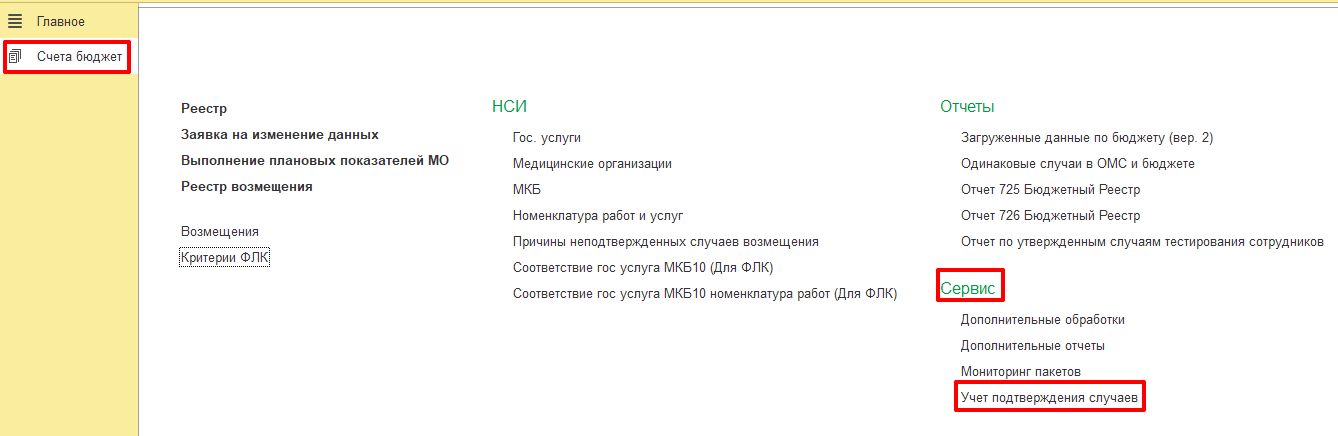 Главное
Счета бюджет
Реестр
Заявка на изменение данных
Выполнение плановых показателей МО
Реестр возмещения
Возмещения
Критерии ФЛК
НСИ
Гос. услуги
Медицинские организации
МКБ
Номенклатура работ и услуг
Причины неподтвержденных случаев возмещения
Соответствие гос услуга МКБ10 (Для ФЛК)
Соответствие гос услуга МКБ10 номенклатура работ (Для ФЛК)
Отчеты
Загруженные данные по бюджету (вер. 2)
Одинаковые случаи в ОМС и бюджете
Отчет 725 Бюджетный Реестр
Отчет 726 Бюджетный Реестр
Отчет по утвержденным случаям тестирования сотрудников
Сервис
Дополнительные обработки
Дополнительные отчеты
Мониторинг пакетов
Учет подтверждения случаев